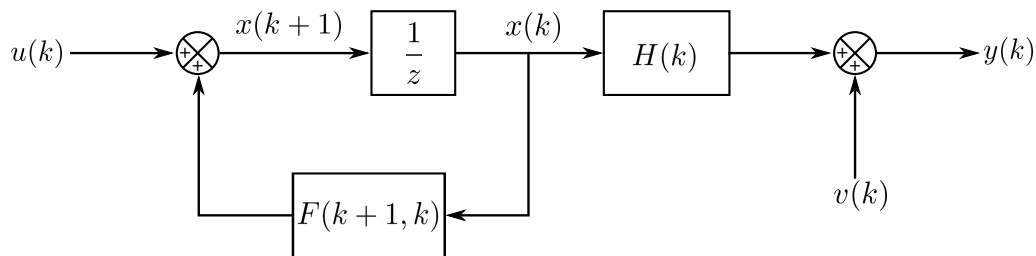 u(k)
+
+
x(k+1)
1
z
x(k)
H(k)
+
+
y(k)
v(k)
F(k+1,k)